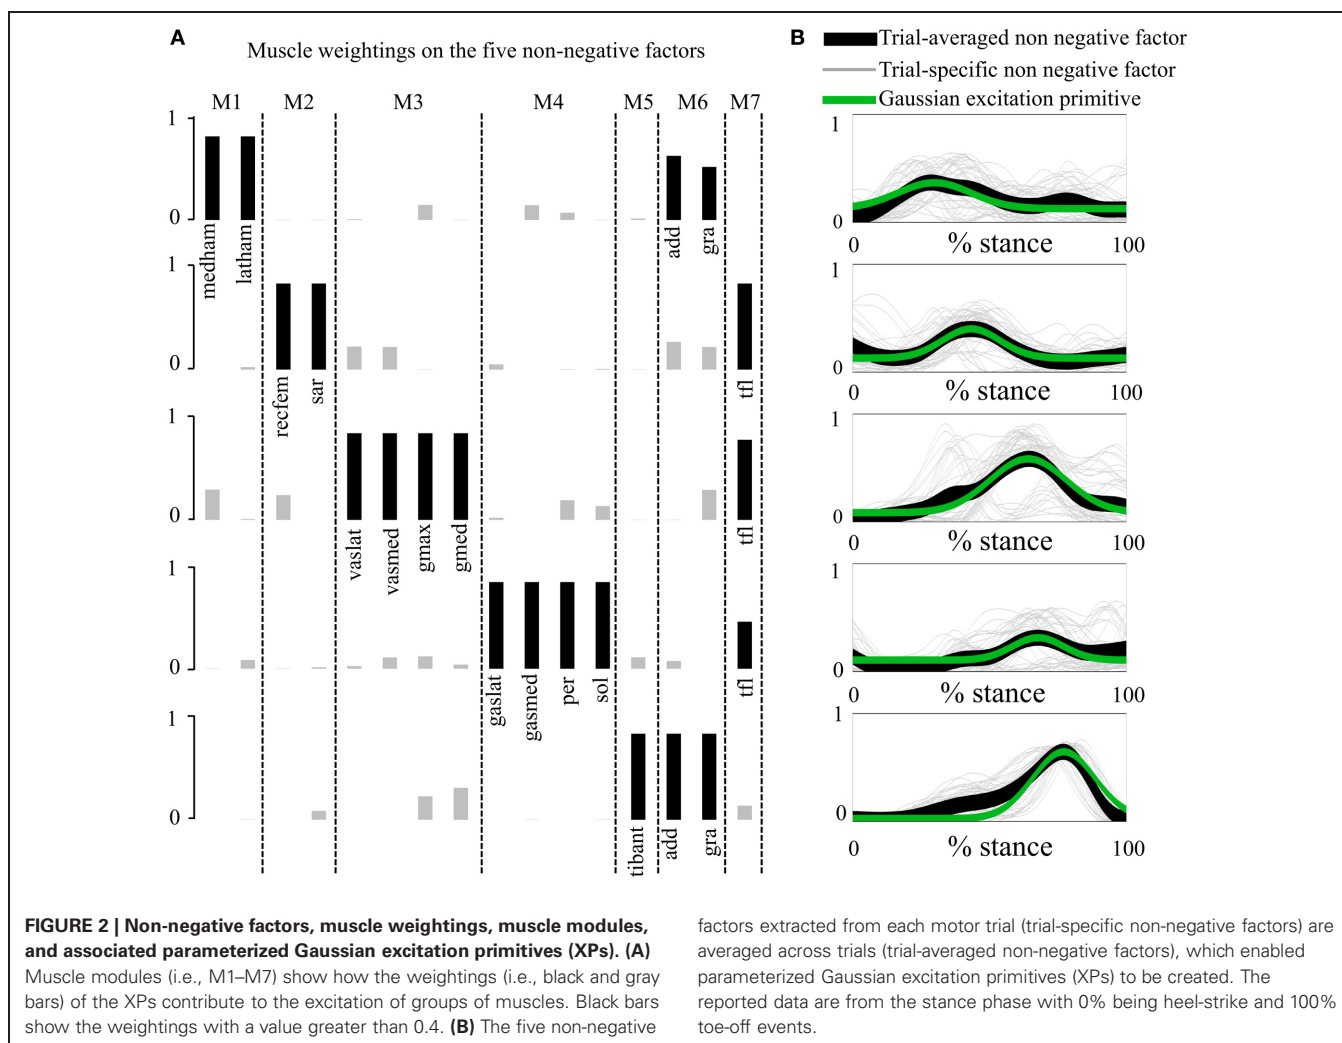 A
Muscle weightings on the five non-negative factors
M1 M2 M3 M4 M5 M6 M7
1
0
medham latham add gra
1
0
recfem sar tfl
1
0
vaslat vasmed gmax gmed tfl
1
0
gaslat gasmed per sol tfl
1
0
tibant add gra
B
Trial-averaged non negative factor
Trial-specific non negative factor
Gaussian excitation primitive
1
0
0 % stance 100
1
0
0 % stance 100
1
0
0 % stance 100
1
0
0 % stance 100
1
0
0 % stance 100
FIGURE 2 | Non-negative factors, muscle weightings, muscle modules,
and associated parameterized Gaussian excitation primitives (XPs). (A)
Muscle modules (i.e., M1–M7) show how the weightings (i.e., black and gray
bars) of the XPs contribute to the excitation of groups of muscles. Black bars
show the weightings with a value greater than 0.4. (B) The five non-negative
factors extracted from each motor trial (trial-specific non-negative factors) are
averaged across trials (trial-averaged non-negative factors), which enabled
parameterized Gaussian excitation primitives (XPs) to be created. The
reported data are from the stance phase with 0% being heel-strike and 100%
toe-off events.